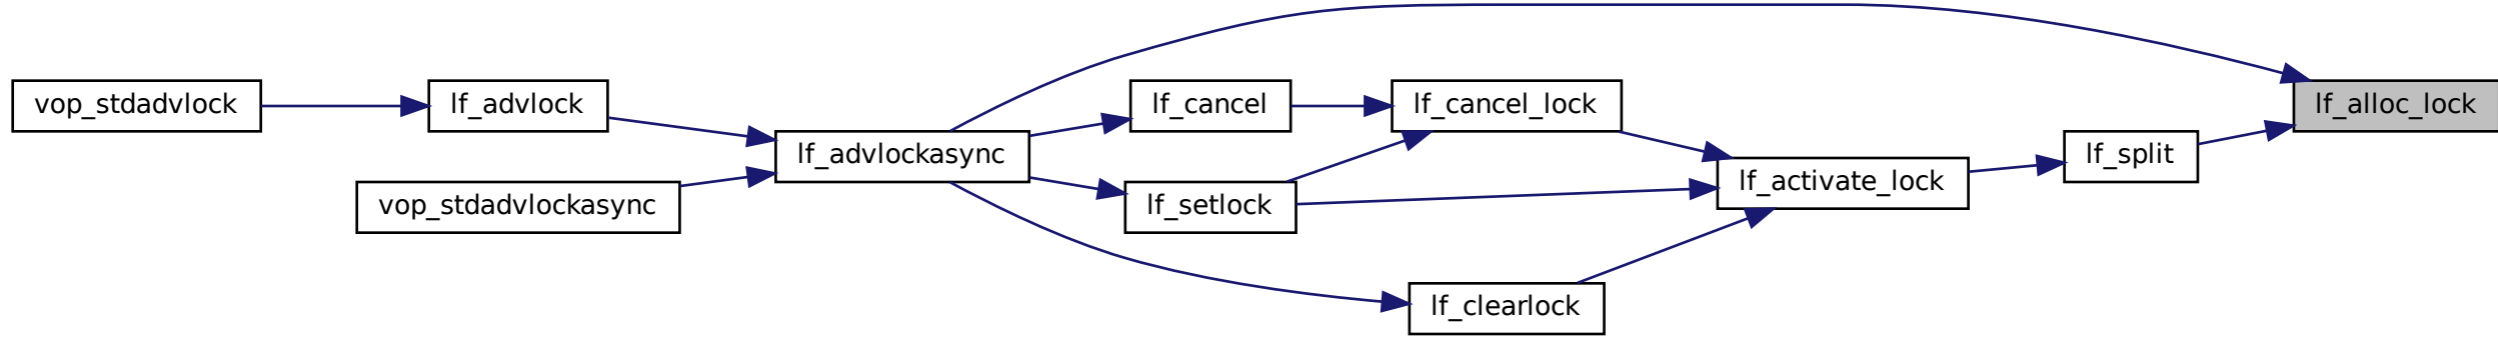 vop_stdadvlock
lf_advlock
lf_advlockasync
vop_stdadvlockasync
lf_cancel
lf_cancel_lock
lf_setlock
lf_clearlock
lf_activate_lock
lf_split
lf_alloc_lock